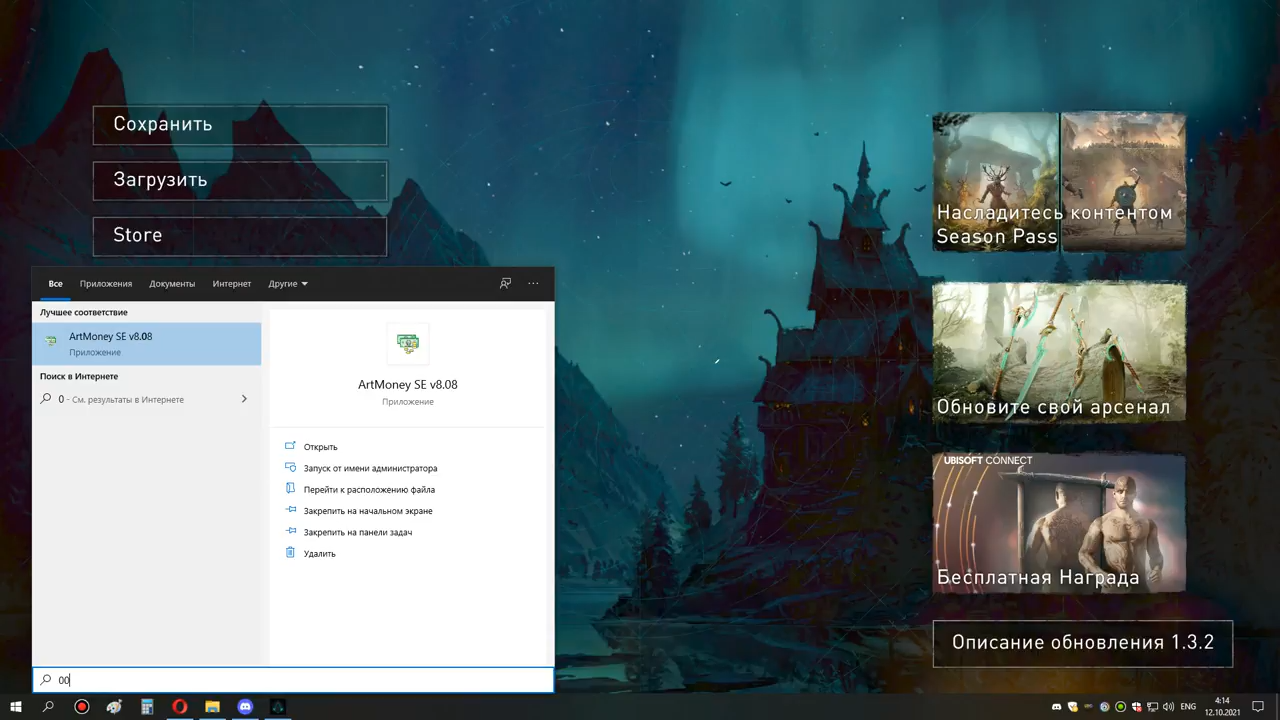 Сохранить
Загрузить
Store
Насладитесь контентом
Season Pass
Обновите свой арсенал
UBISOFT CONNECT
Бесплатная Награда
Описание обновления 1.3.2
Все
Приложения
Документы
Интернет
Другие
Лучшее соответствие
ArtMoney SE v8.08
Приложение
Поиск в Интернете
0 - См. результаты в Интернете
ArtMoney SE v8.08
Приложение
Открыть
Запуск от имени администратора
Перейти к расположению файла
Закрепить на начальном экране
Закрепить на панели задач
Удалить
00
ENG
4:14
12.10.2021